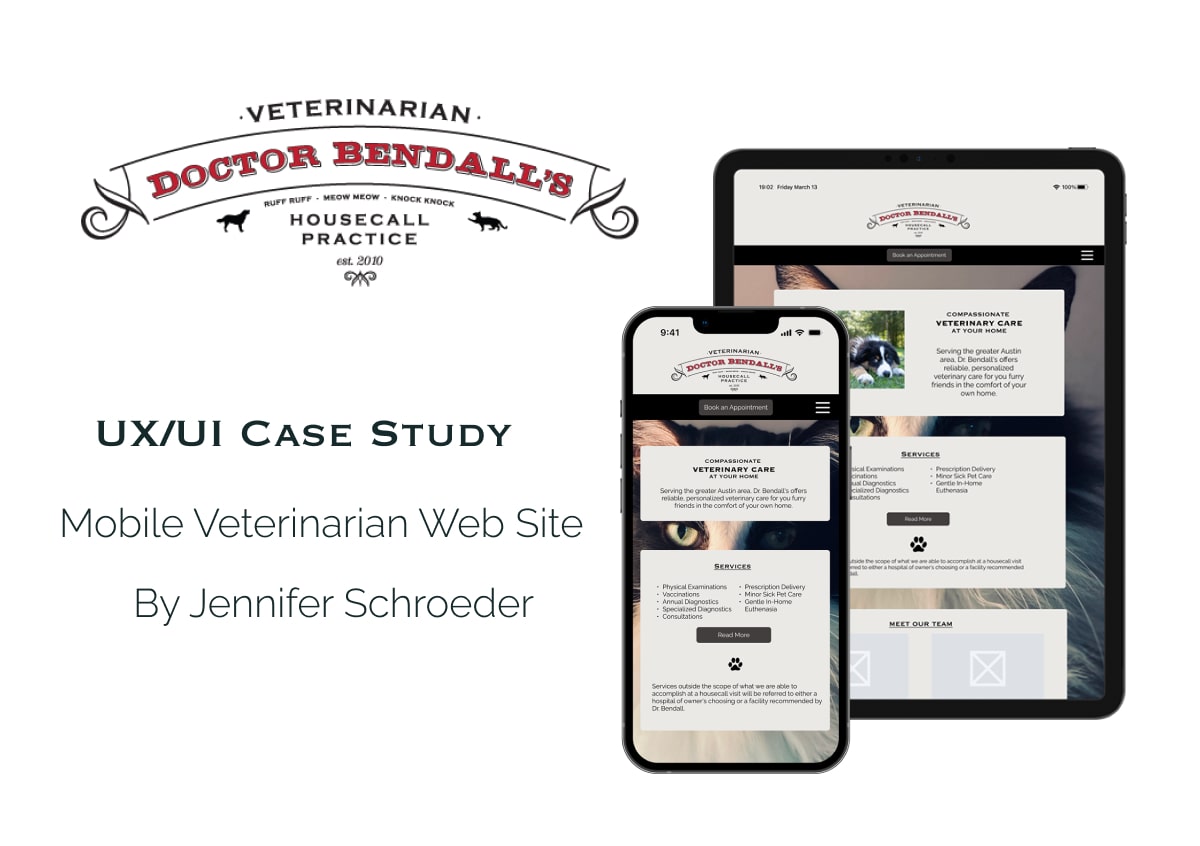 ·VETERINARIAN·
DOCTOR BENDALL'S
RUFF RUFF - MEOW MEOW - KNOCK KNOCK
HOUSECALL
PRACTICE
est. 2010
UX/UI Case Study
Mobile Veterinarian Web Site
By Jennifer Schroeder
9:41
·VETERINARIAN·
DOCTOR BENDALL'S
HOUSECALL
PRACTICE
Book an Appointment
COMPASSIONATE
VETERINARY CARE
AT YOUR HOME
Serving the greater Austin area, Dr. Bendall's offers
reliable, personalized veterinary care for you furry
friends in the comfort of your own home.
Services
• Physical Examinations
• Vaccinations
• Annual Diagnostics
• Specialized Diagnostics
• Consultations
• Prescription Delivery
• Minor Sick Pet Care
• Gentle In-Home
Euthenasia
Read More
Services outside the scope of what we are able to
accomplish at a housecall visit will be referred to either a
hospital of owner's choosing or a facility recommended by
Dr. Bendall.
19:02 Friday March 13
100%
VETERINARIAN
DOCTOR BENDALL'S
HOUSECALL
PRACTICE
Book an Appointment
COMPASSIONATE
VETERINARY CARE
AT YOUR HOME
Serving the greater Austin
area, Dr. Bendall's offers
reliable, personalized
veterinary care for you furry
friends in the comfort of your
own home.
Services
sical Examinations
cinations
ual Diagnostics
cialized Diagnostics
sultations
• Prescription Delivery
• Minor Sick Pet Care
• Gentle In-Home
Euthenasia
Read More
outside the scope of what we are able to accomplish at a housecall visit
rred to either a hospital of owner's choosing or a facility recommended
dall.
MEET OUR TEAM